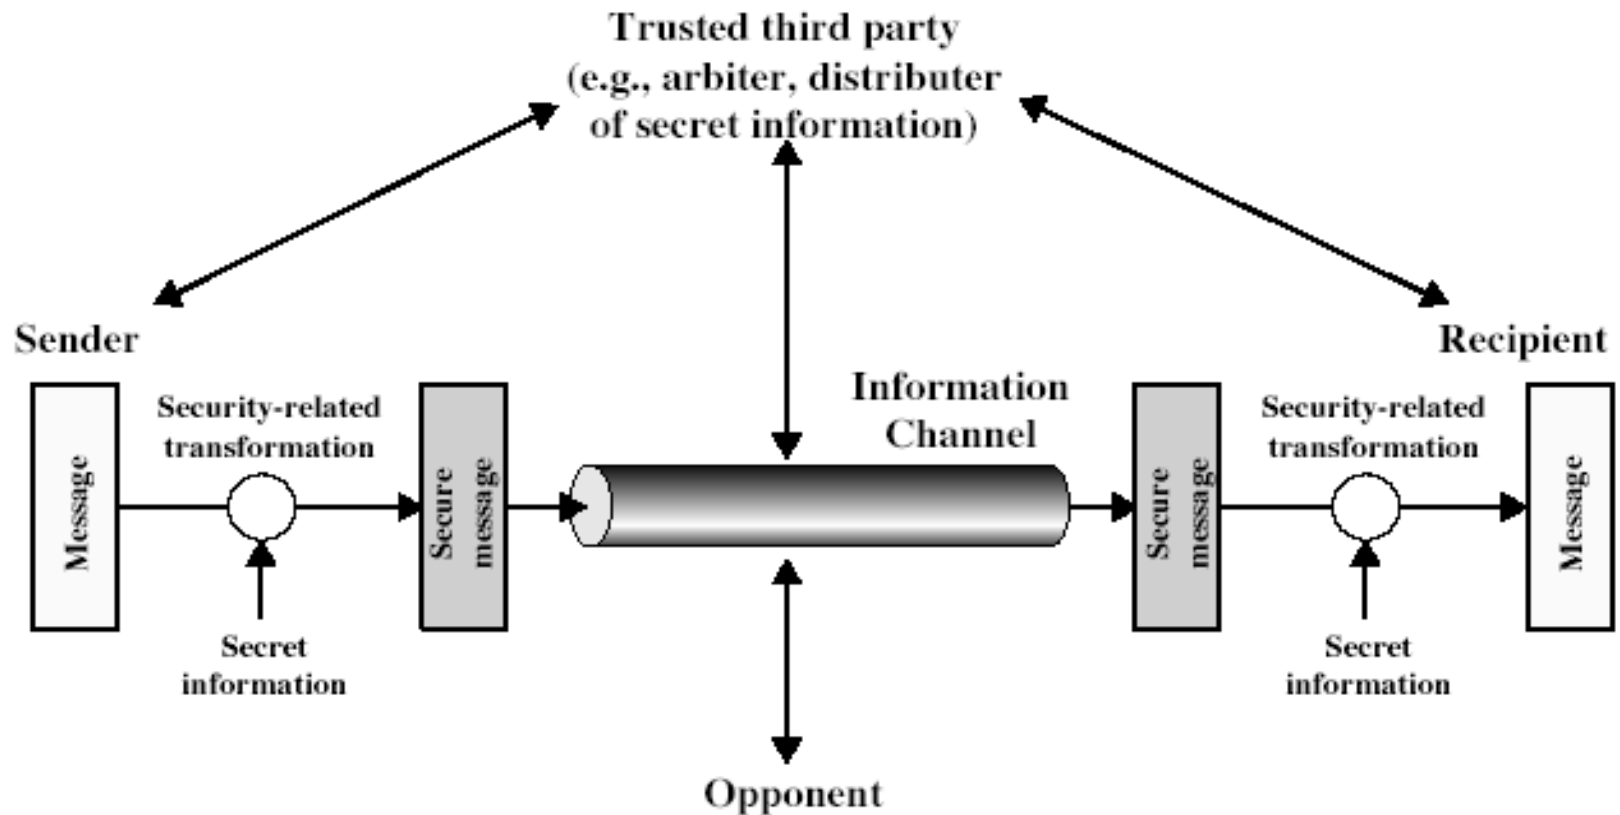 Trusted third party
(e.g., arbiter, distributer
of secret information)
Sender
Recipient
Information
Channel
Security-related
transformation
Security-related
transformation
Message
Secure
message
Secure
message
Message
Secret
information
Secret
information
Opponent